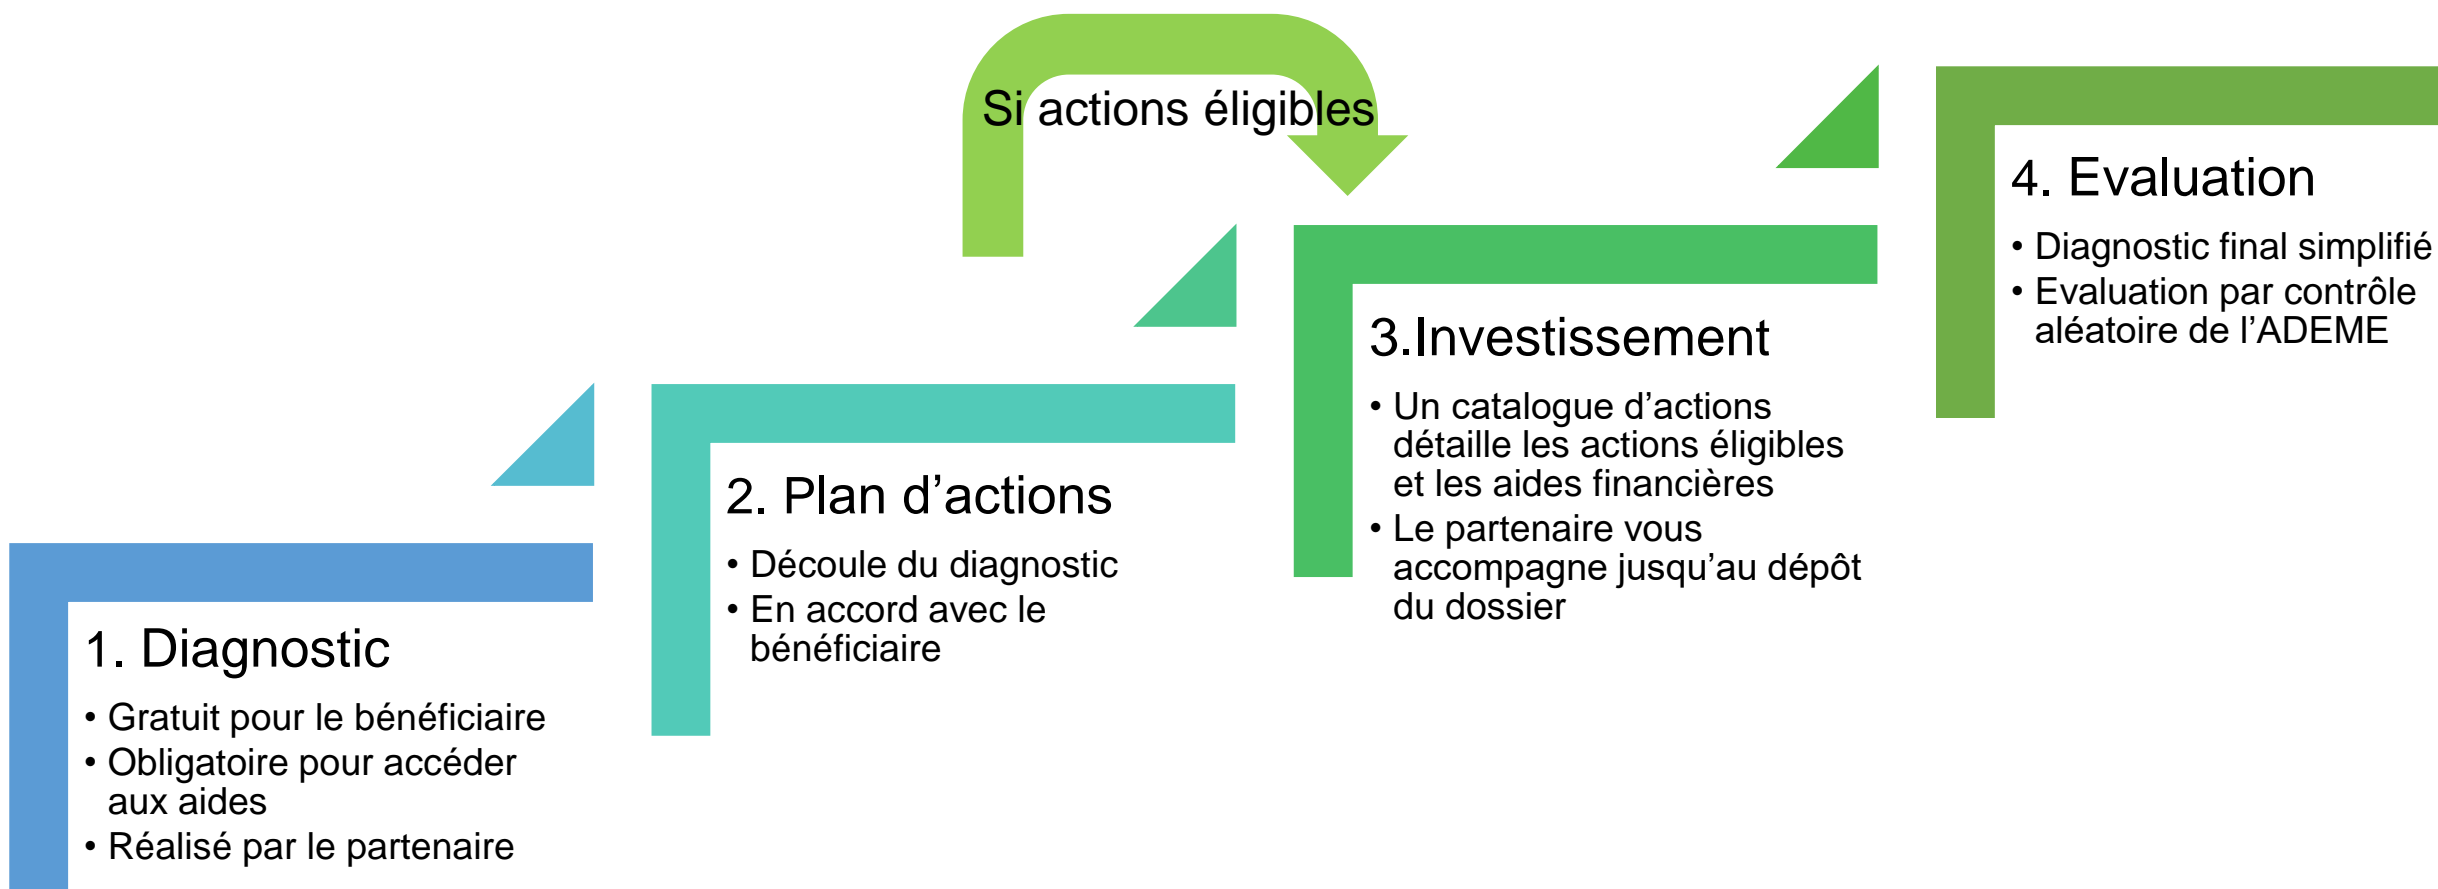 Si actions éligibles
1. Diagnostic
• Gratuit pour le bénéficiaire
• Obligatoire pour accéder
aux aides
• Réalisé par le partenaire
2. Plan d’actions
• Découle du diagnostic
• En accord avec le
bénéficiaire
3.Investissement
• Un catalogue d’actions
détaille les actions éligibles
et les aides financières
• Le partenaire vous
accompagne jusqu’au dépôt
du dossier
4. Evaluation
• Diagnostic final simplifié
• Evaluation par contrôle
aléatoire de l’ADEME